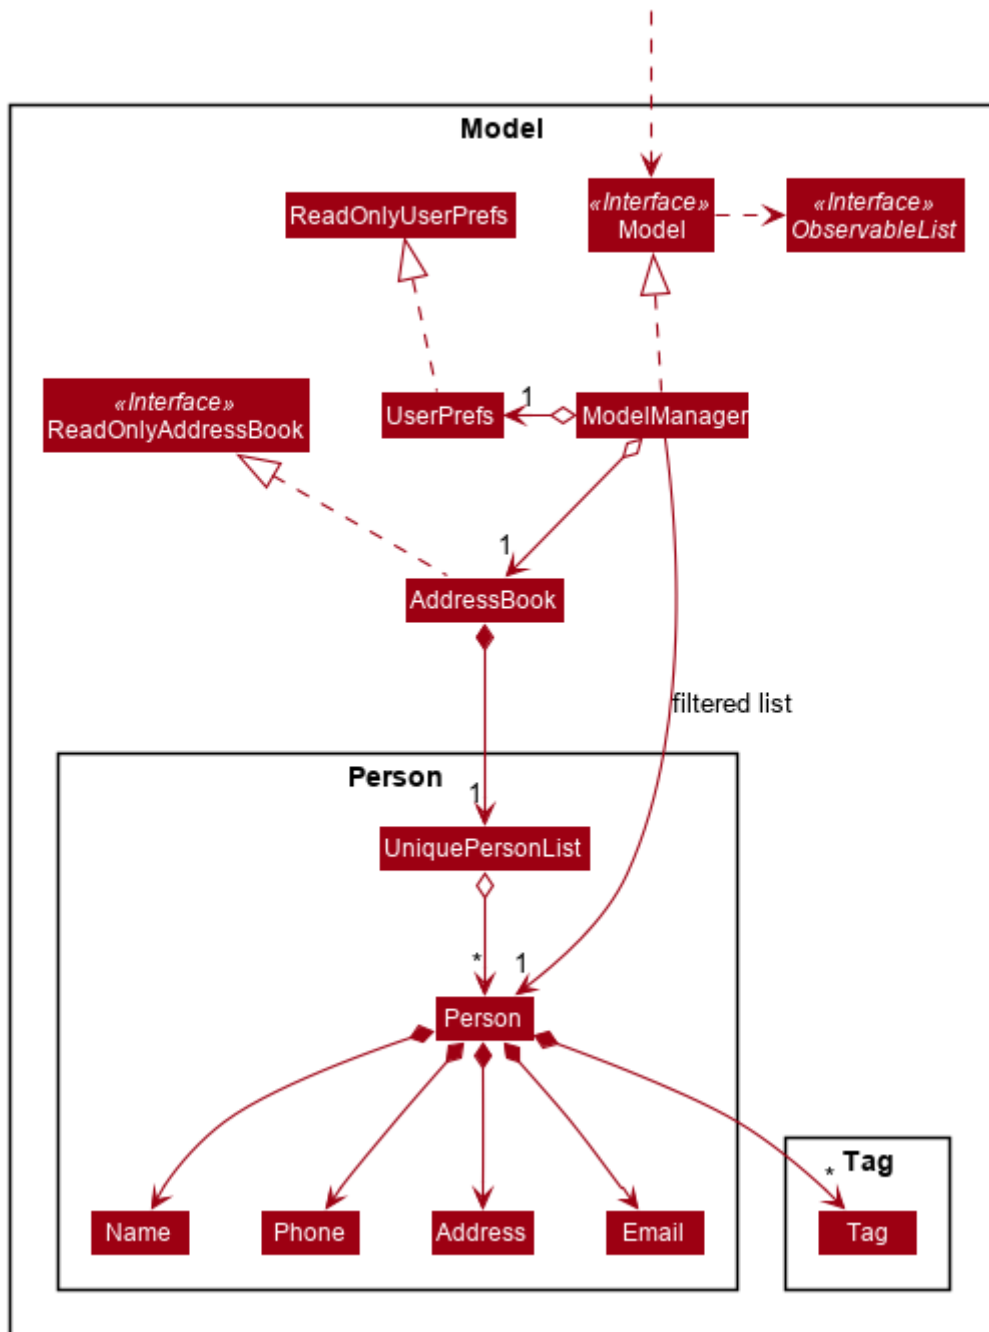 Model
«Interface»
Model
«Interface»
ObservableList
ReadOnlyUserPrefs
«Interface»
ReadOnlyAddressBook
UserPrefs
1
ModelManager
1
AddressBook
filtered list
Person
1
UniquePersonList
*
1
Person
Tag
*
Name
Phone
Address
Email
Tag